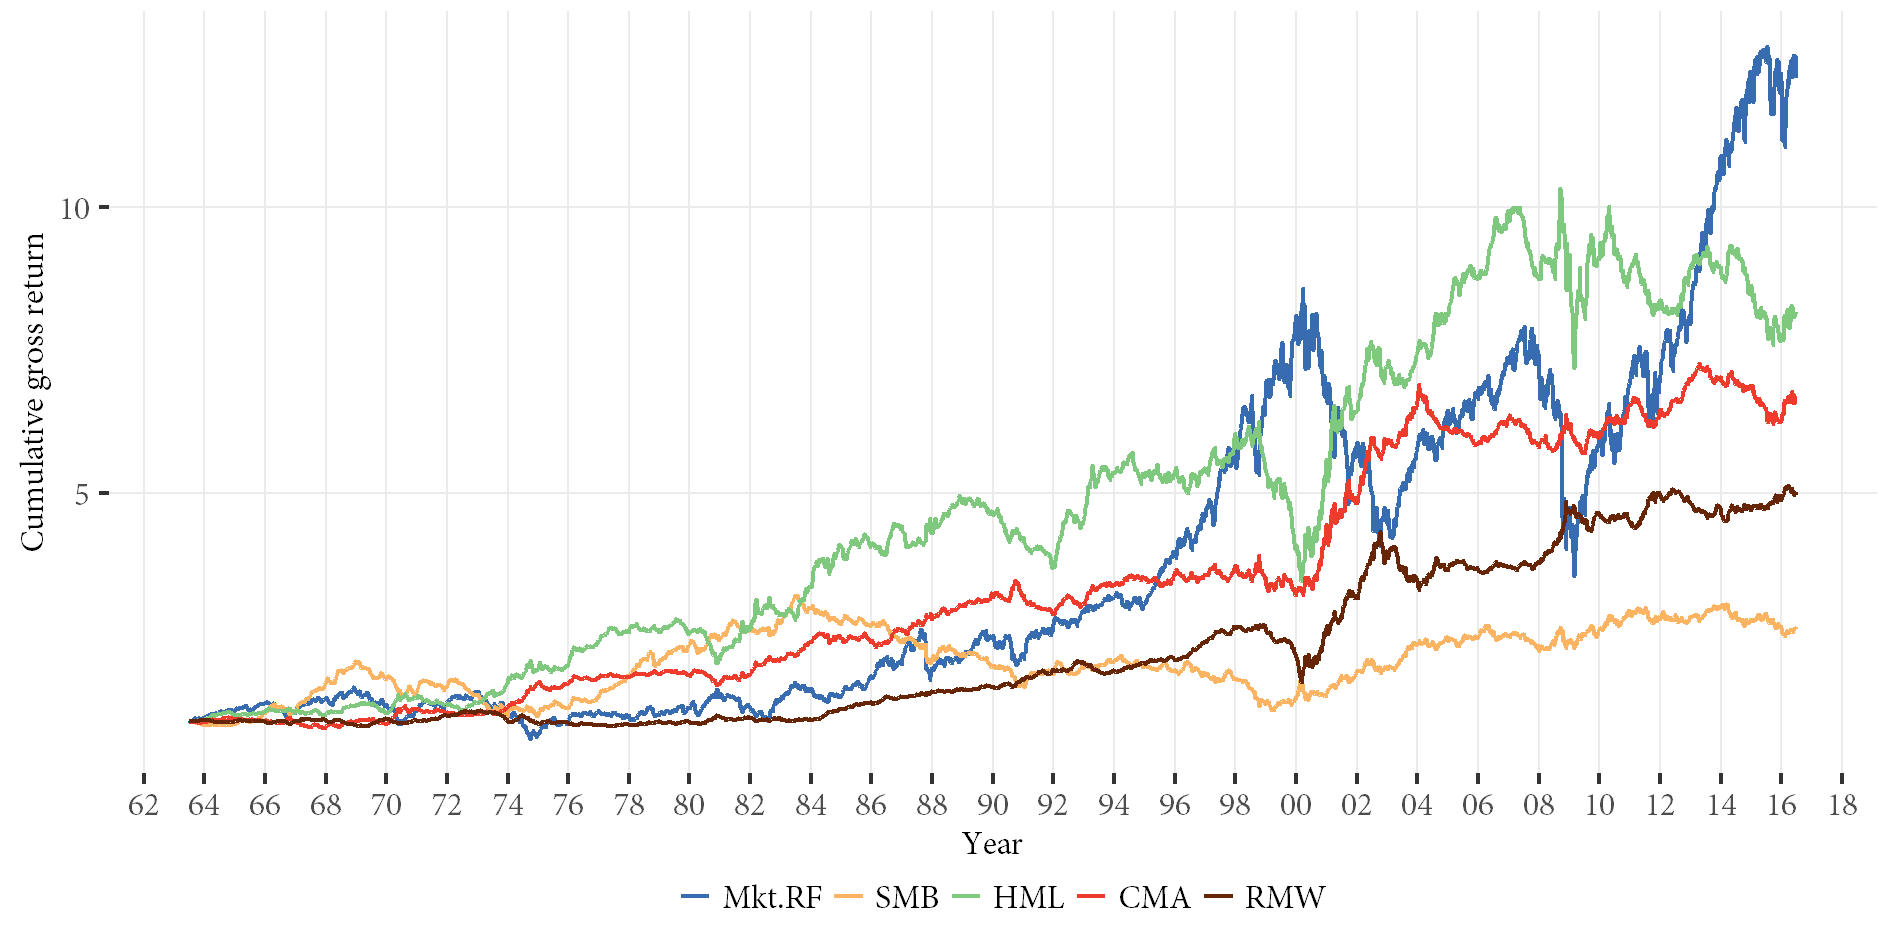 Cumulative gross return
10
5
62 64 66 68 70 72 74 76 78 80 82 84 86 88 90 92 94 96 98 00 02 04 06 08 10 12 14 16 18
Year
Mkt.RF SMB HML CMA RMW